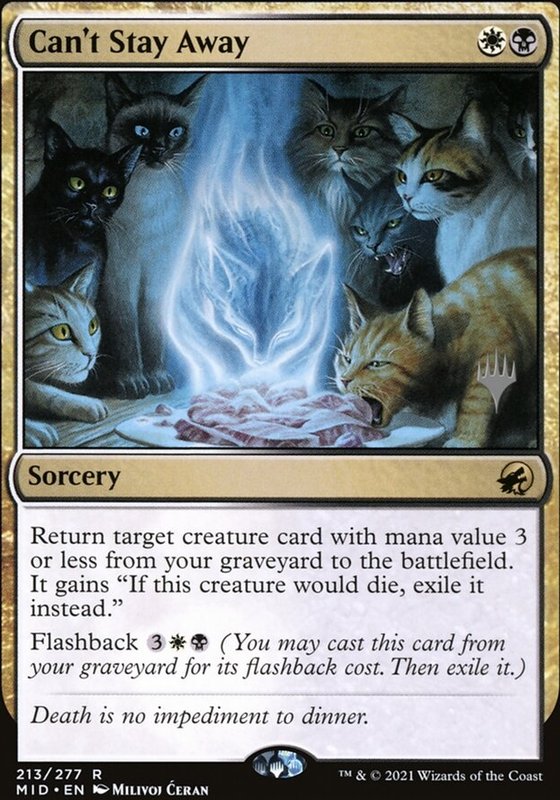 Can't Stay Away
Sorcery
Return target creature card with mana value 3
or less from your graveyard to the battlefield.
It gains “If this creature would die, exile it
instead.”
Flashback 3 (You may cast this card from
your graveyard for its flashback cost. Then exile it.)
Death is no impediment to dinner.
213/277 R
MID • EN Milivoj Ćeran
™ & © 2021 Wizards of the Coast